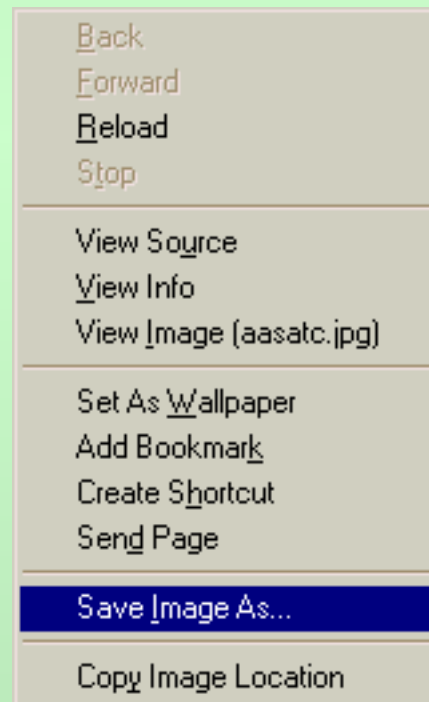 Back
Forward
Reload
Stop
View Source
View Info
View Image (aasatc.jpg)
Set As Wallpaper
Add Bookmark
Create Shortcut
Send Page
Save Image As...
Copy Image Location